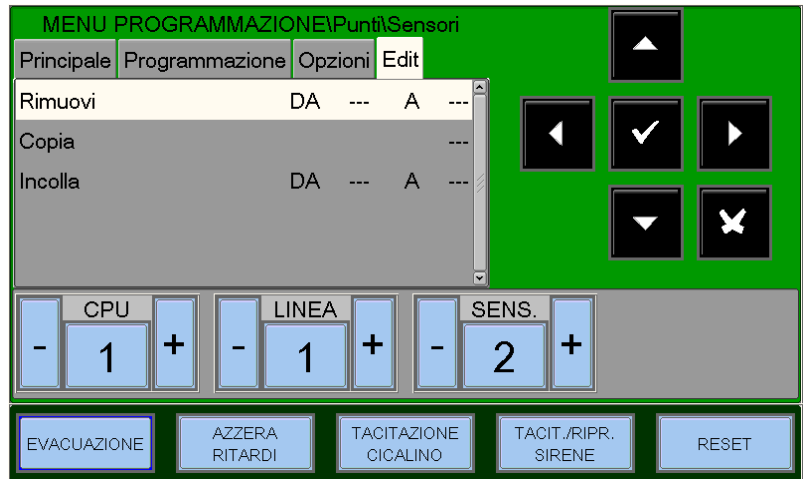 MENU PROGRAMMAZIONE\Punti\Sensori
Principale Programmazione Opzioni Edit
Rimuovi DA --- A ---
Copia ---
Incolla DA --- A ---
CPU LINEA SENS.
- 1 + - 1 + - 2 +
EVACUAZIONE AZZERA RITARDI TACITAZIONE CICALINO TACIT./RIPR. SIRENE RESET